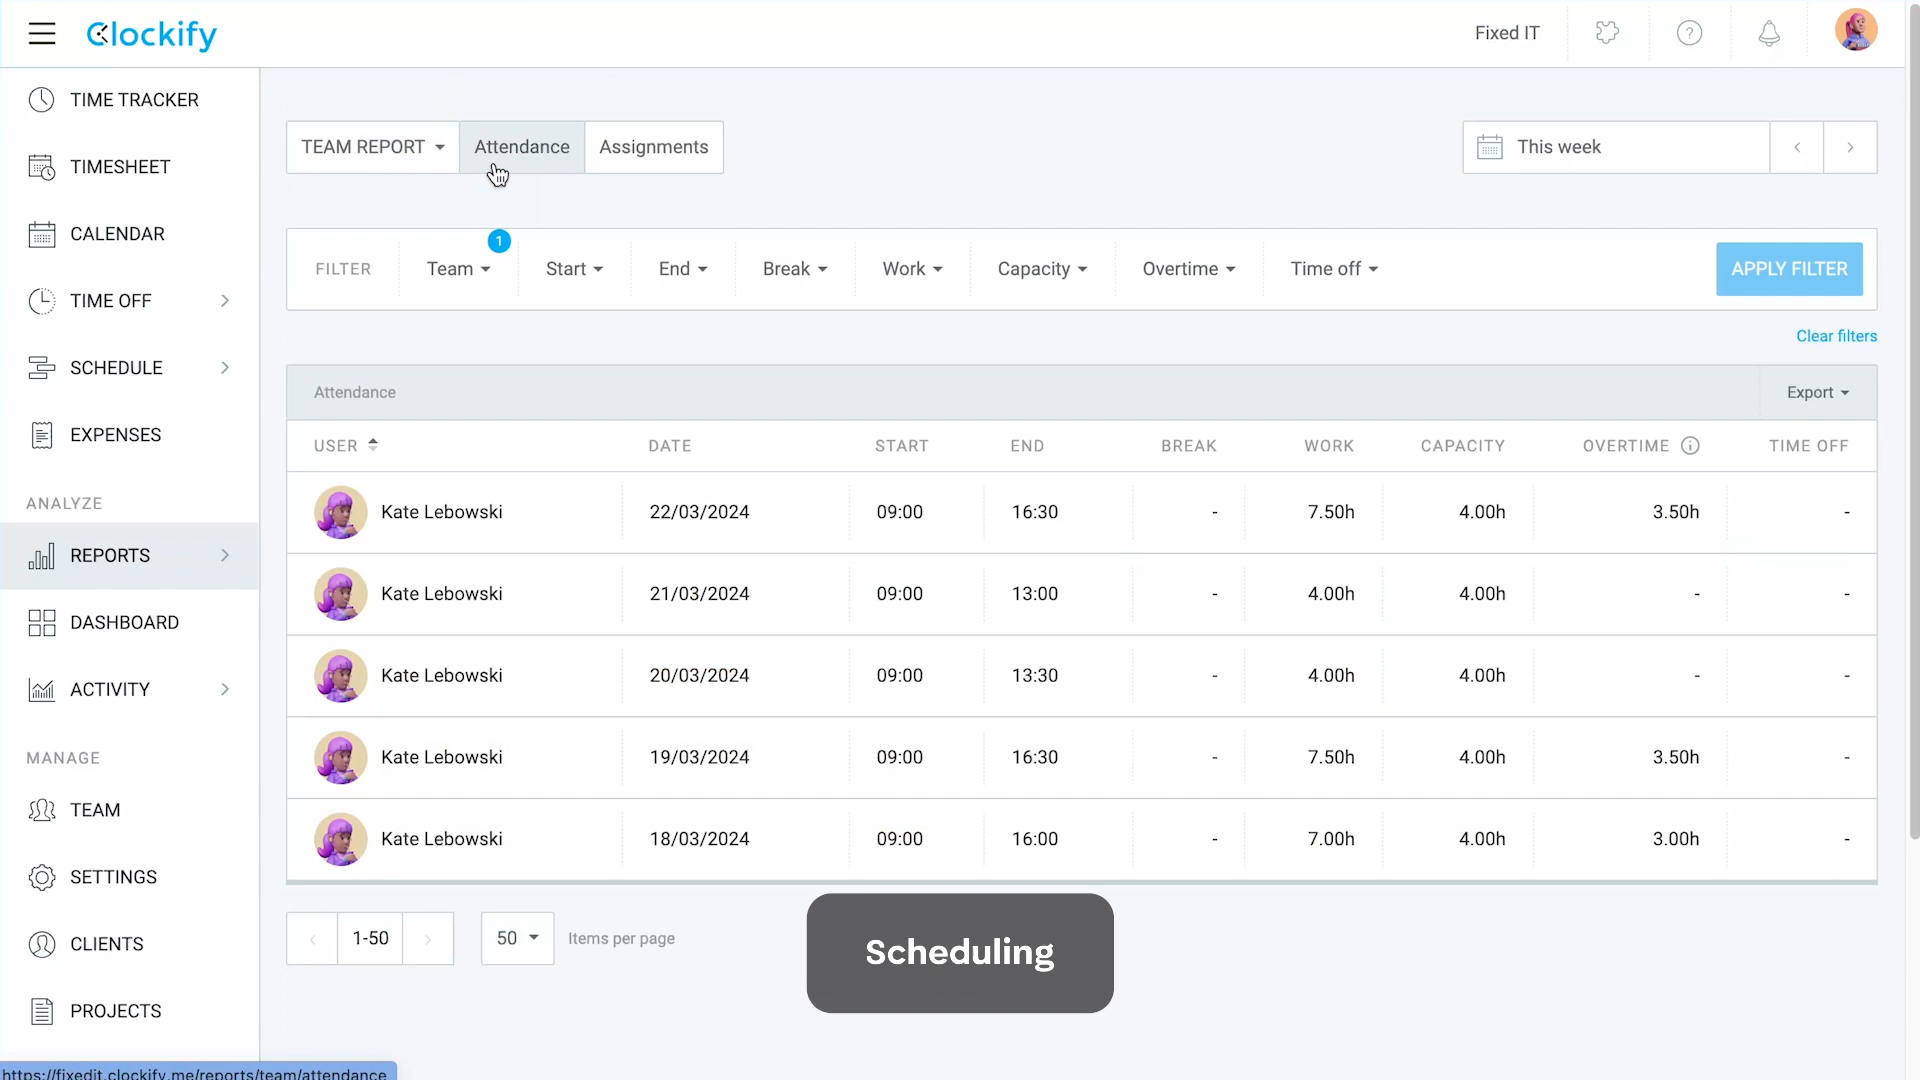 Clockify
Fixed IT
TIME TRACKER
TIMESHEET
CALENDAR
TIME OFF
SCHEDULE
EXPENSES
ANALYZE
REPORTS
DASHBOARD
ACTIVITY
MANAGE
TEAM
SETTINGS
CLIENTS
PROJECTS
TEAM REPORT Attendance Assignments
This week
1
FILTER Team Start End Break Work Capacity Overtime Time off APPLY FILTER
Clear filters
Attendance Export
USER DATE START END BREAK WORK CAPACITY OVERTIME TIME OFF
Kate Lebowski 22/03/2024 09:00 16:30 - 7.50h 4.00h 3.50h -
Kate Lebowski 21/03/2024 09:00 13:00 - 4.00h 4.00h - -
Kate Lebowski 20/03/2024 09:00 13:30 - 4.00h 4.00h - -
Kate Lebowski 19/03/2024 09:00 16:30 - 7.50h 4.00h 3.50h -
Kate Lebowski 18/03/2024 09:00 16:00 - 7.00h 4.00h 3.00h -
1-50 50 Items per page
Scheduling
https://fixedit.clockify.me/reports/team/attendance